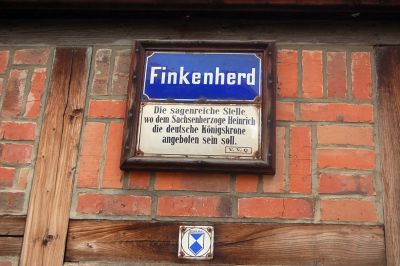 Finkenherd
Die sagenreiche Stelle
wo dem Sachsenherzoge Heinrich
die deutsche Königskrone
angeboten sein soll.